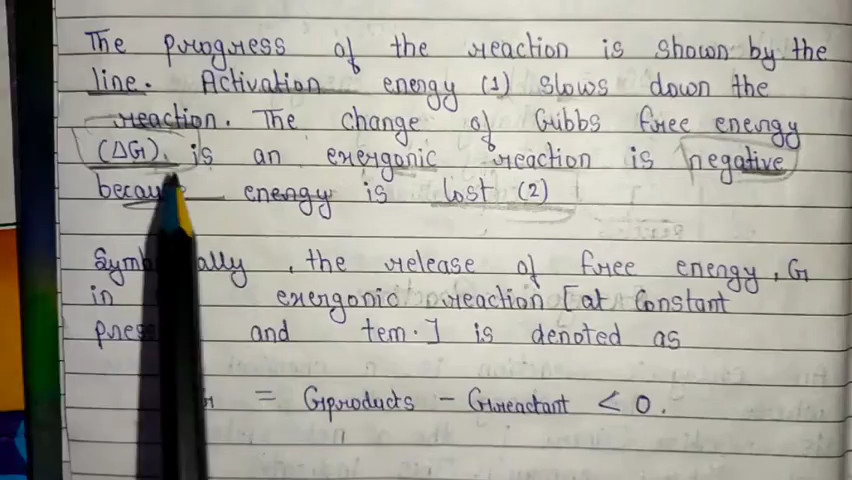 The progress of the reaction is shown by the
line. Activation energy (1) slows down the
reaction. The change of Gibbs free energy
(ΔG). is an exergonic reaction is negative
energy is lost (2)
, the release of free energy, G
in exergonic reaction [at Constant
and tem.] is denoted as
= Gproducts - Greactant < 0.